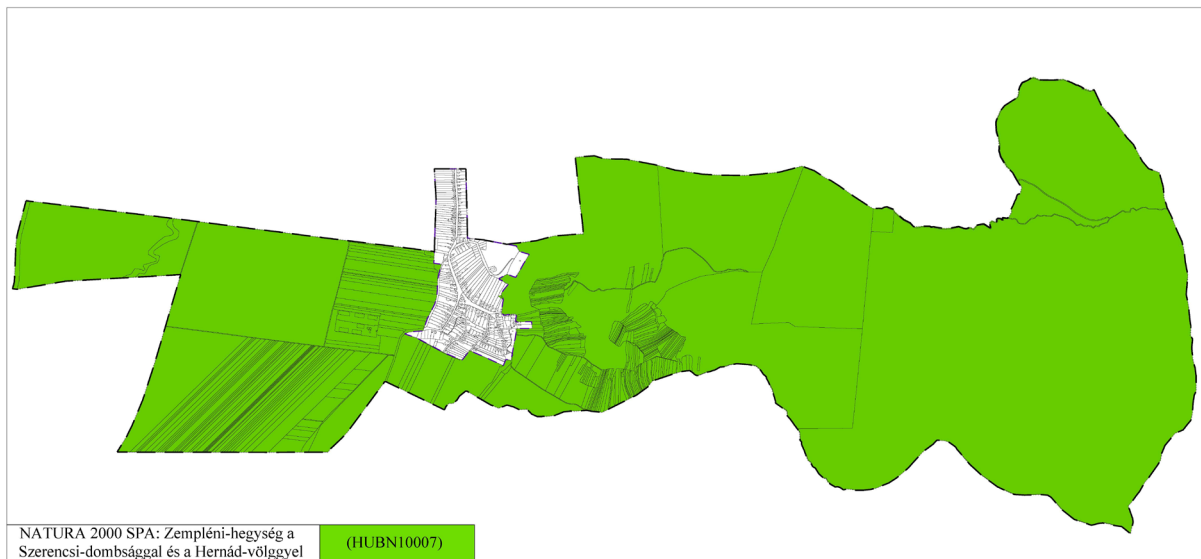 NATURA 2000 SPA: Zempléni-hegység a
Szerencsi-dombsággal és a Hernád-völggyel
(HUBN10007)